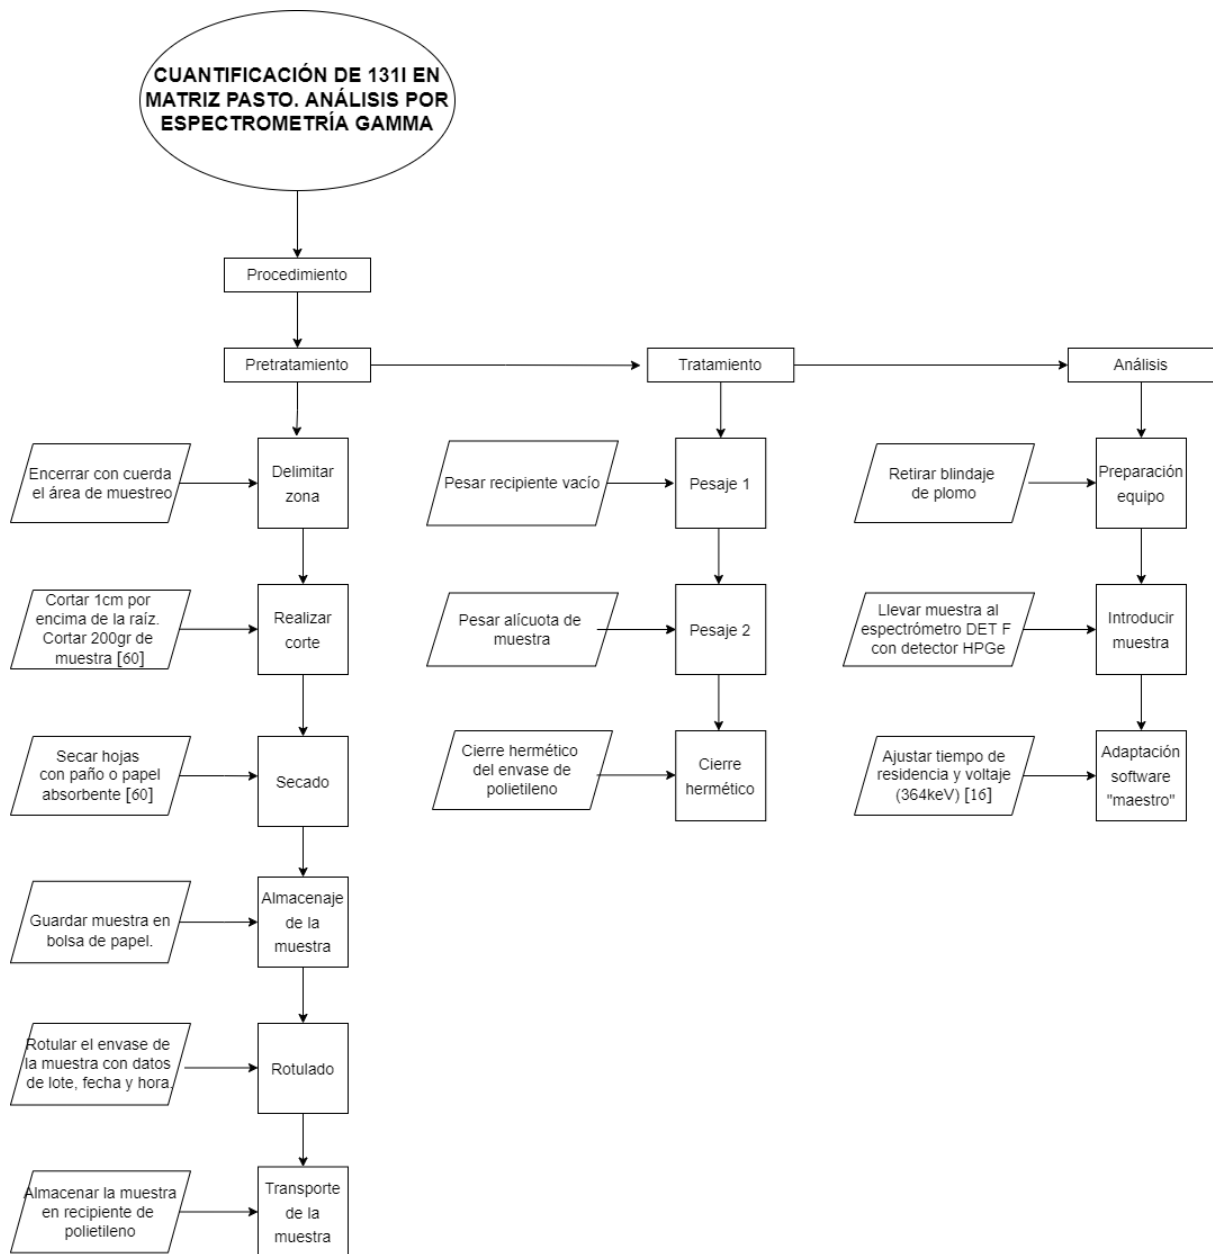 CUANTIFICACIÓN DE 131I EN
MATRIZ PASTO. ANÁLISIS POR
ESPECTROMETRÍA GAMMA
Procedimiento
Pretratamiento
Tratamiento
Análisis
Encerrar con cuerda
el área de muestreo
Delimitar
zona
Cortar 1cm por
encima de la raíz.
Cortar 200gr de
muestra [60]
Realizar
corte
Secar hojas
con paño o papel
absorbente [60]
Secado
Guardar muestra en
bolsa de papel.
Almacenaje
de la
muestra
Rotular el envase de
la muestra con datos
de lote, fecha y hora.
Rotulado
Almacenar la muestra
en recipiente de
polietileno
Transporte
de la
muestra
Pesar recipiente vacío
Pesaje 1
Pesar alícuota de
muestra
Pesaje 2
Cierre hermético
del envase de
polietileno
Cierre
hermético
Retirar blindaje
de plomo
Preparación
equipo
Llevar muestra al
espectrómetro DET F
con detector HPGe
Introducir
muestra
Ajustar tiempo de
residencia y voltaje
(364keV) [16]
Adaptación
software
"maestro"